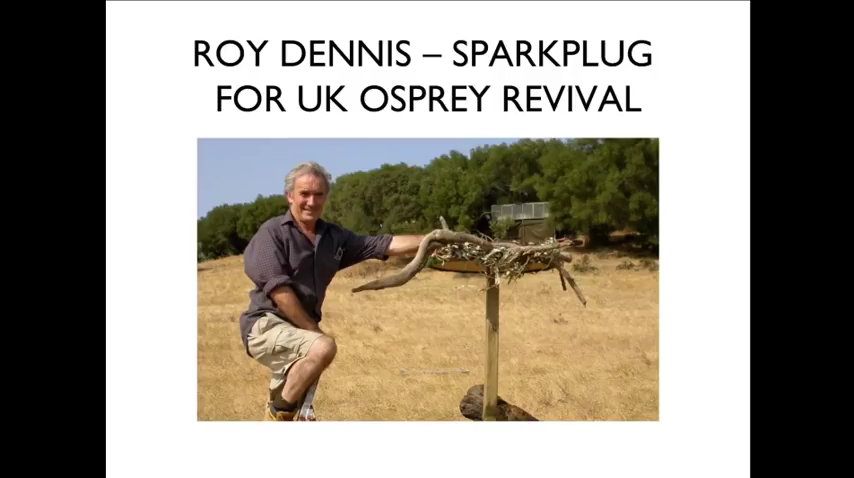 ROY DENNIS – SPARKPLUG
FOR UK OSPREY REVIVAL